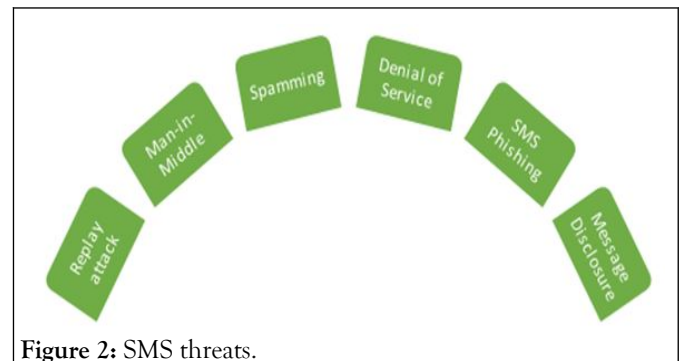 Replay
attack
Man-in-
Middle
Spamming
Denial of
Service
SMS
Phishing
Message
Disclosure
Figure 2: SMS threats.